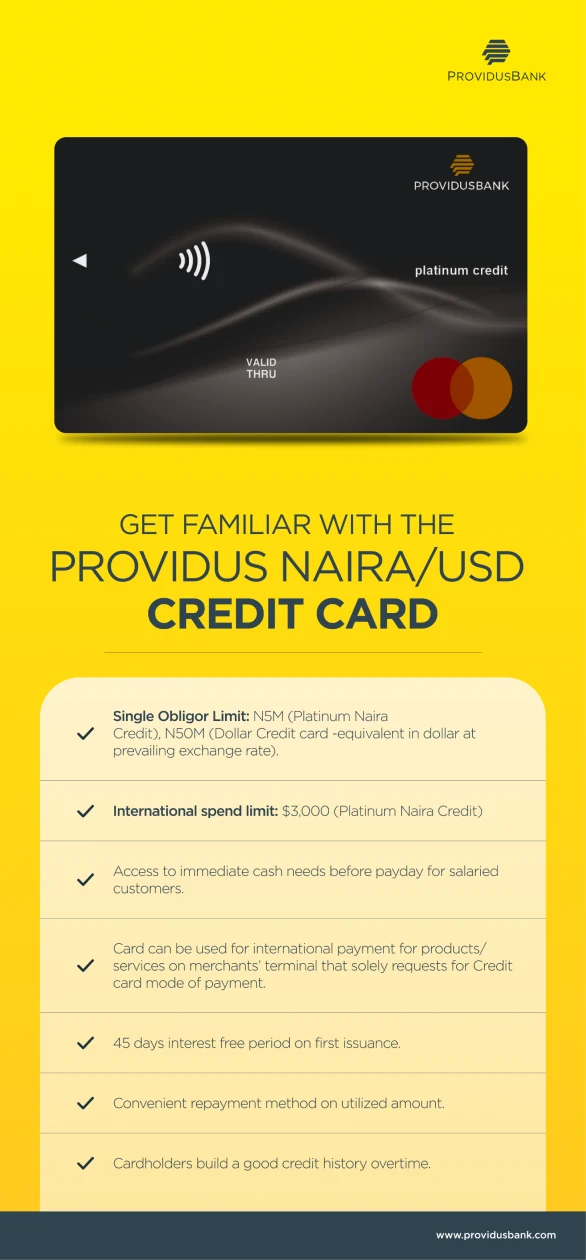 PROVIDUSBANK
PROVIDUSBANK
platinum credit
VALID
THRU
GET FAMILIAR WITH THE
PROVIDUS NAIRA/USD
CREDIT CARD
Single Obligor Limit: N5M (Platinum Naira
Credit), N50M (Dollar Credit card -equivalent in dollar at
prevailing exchange rate).
International spend limit: $3,000 (Platinum Naira Credit)
Access to immediate cash needs before payday for salaried
customers.
Card can be used for international payment for products/
services on merchants' terminal that solely requests for Credit
card mode of payment.
45 days interest free period on first issuance.
Convenient repayment method on utilized amount.
Cardholders build a good credit history overtime.
www.providusbank.com